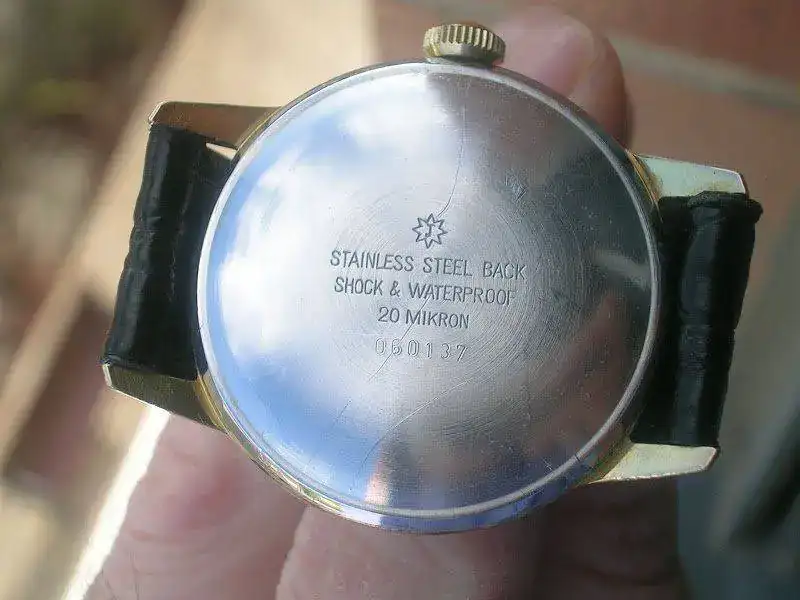 J
STAINLESS STEEL BACK
SHOCK & WATERPROOF
20 MIKRON
060137